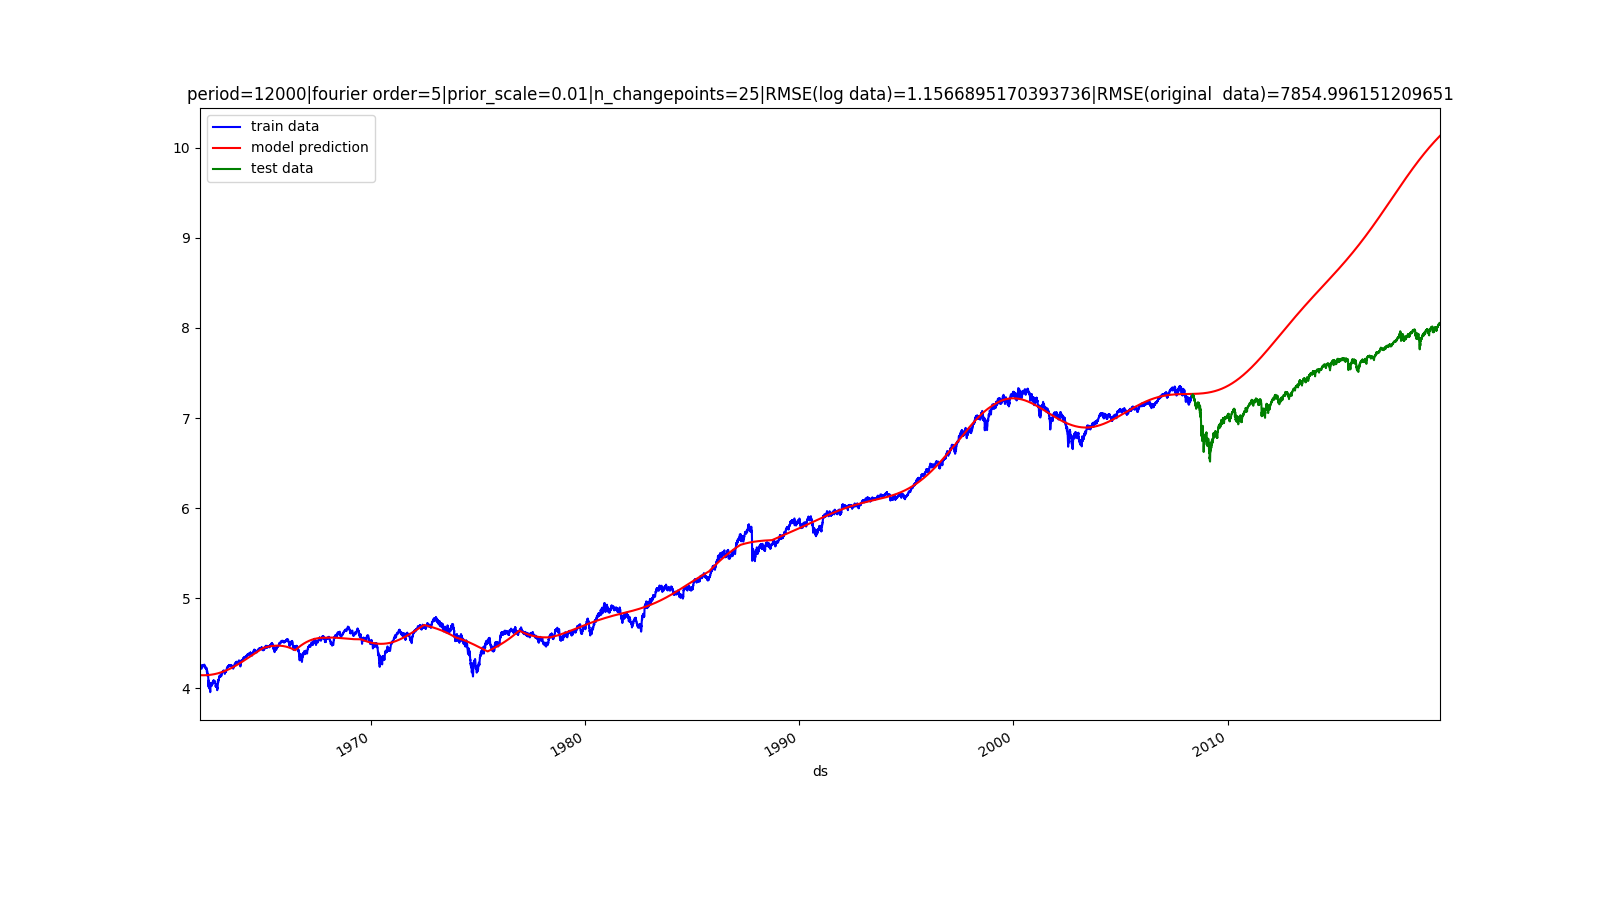 period=12000|fourier order=5|prior_scale=0.01|n_changepoints=25|RMSE(log data)=1.1566895170393736|RMSE(original  data)=7854.996151209651
train data
model prediction
test data
10
9
8
7
6
5
4
1970
1980
1990
2000
2010
ds